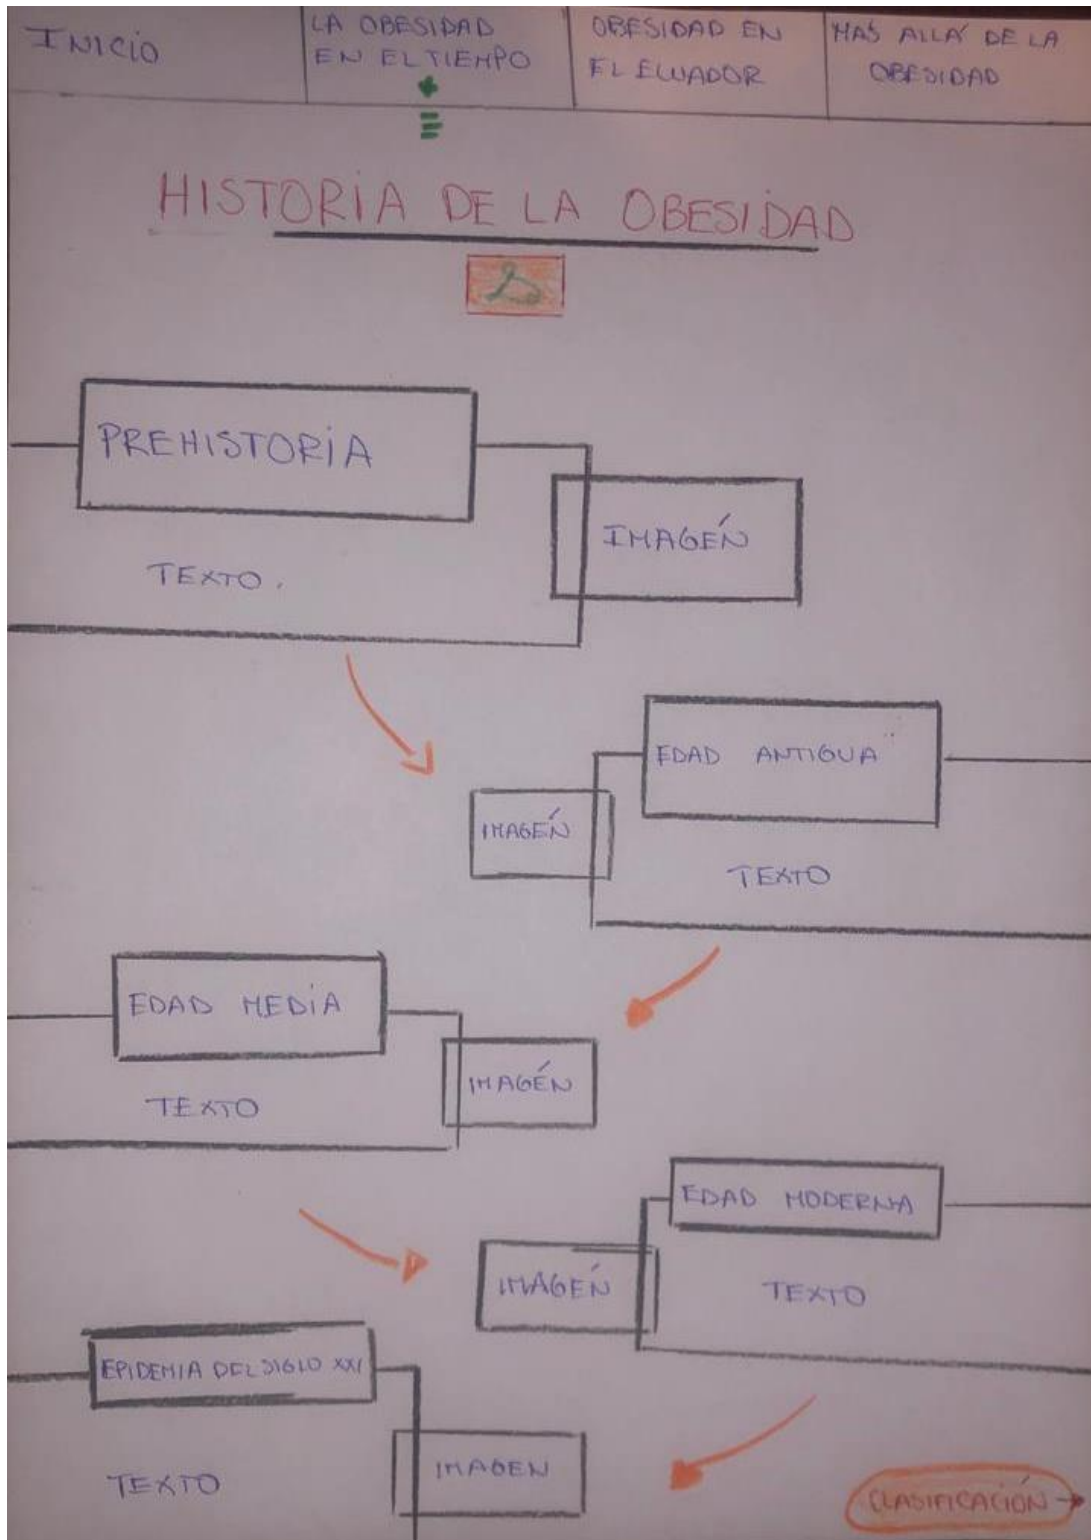 INICIO
LA OBESIDAD
EN EL TIEMPO
OBESIDAD EN
EL ECUADOR
MAS ALLÁ DE LA
OBESIDAD
HISTORIA DE LA OBESIDAD
PREHISTORIA
IMAGÉN
TEXTO.
EDAD ANTIGUA
IMAGÉN
TEXTO
EDAD MEDIA
IMAGÉN
TEXTO
EDAD MODERNA
IMAGÉN
TEXTO
EPIDEMIA DEL SIGLO XXI
IMAGEN
TEXTO
CLASIFICACIÓN